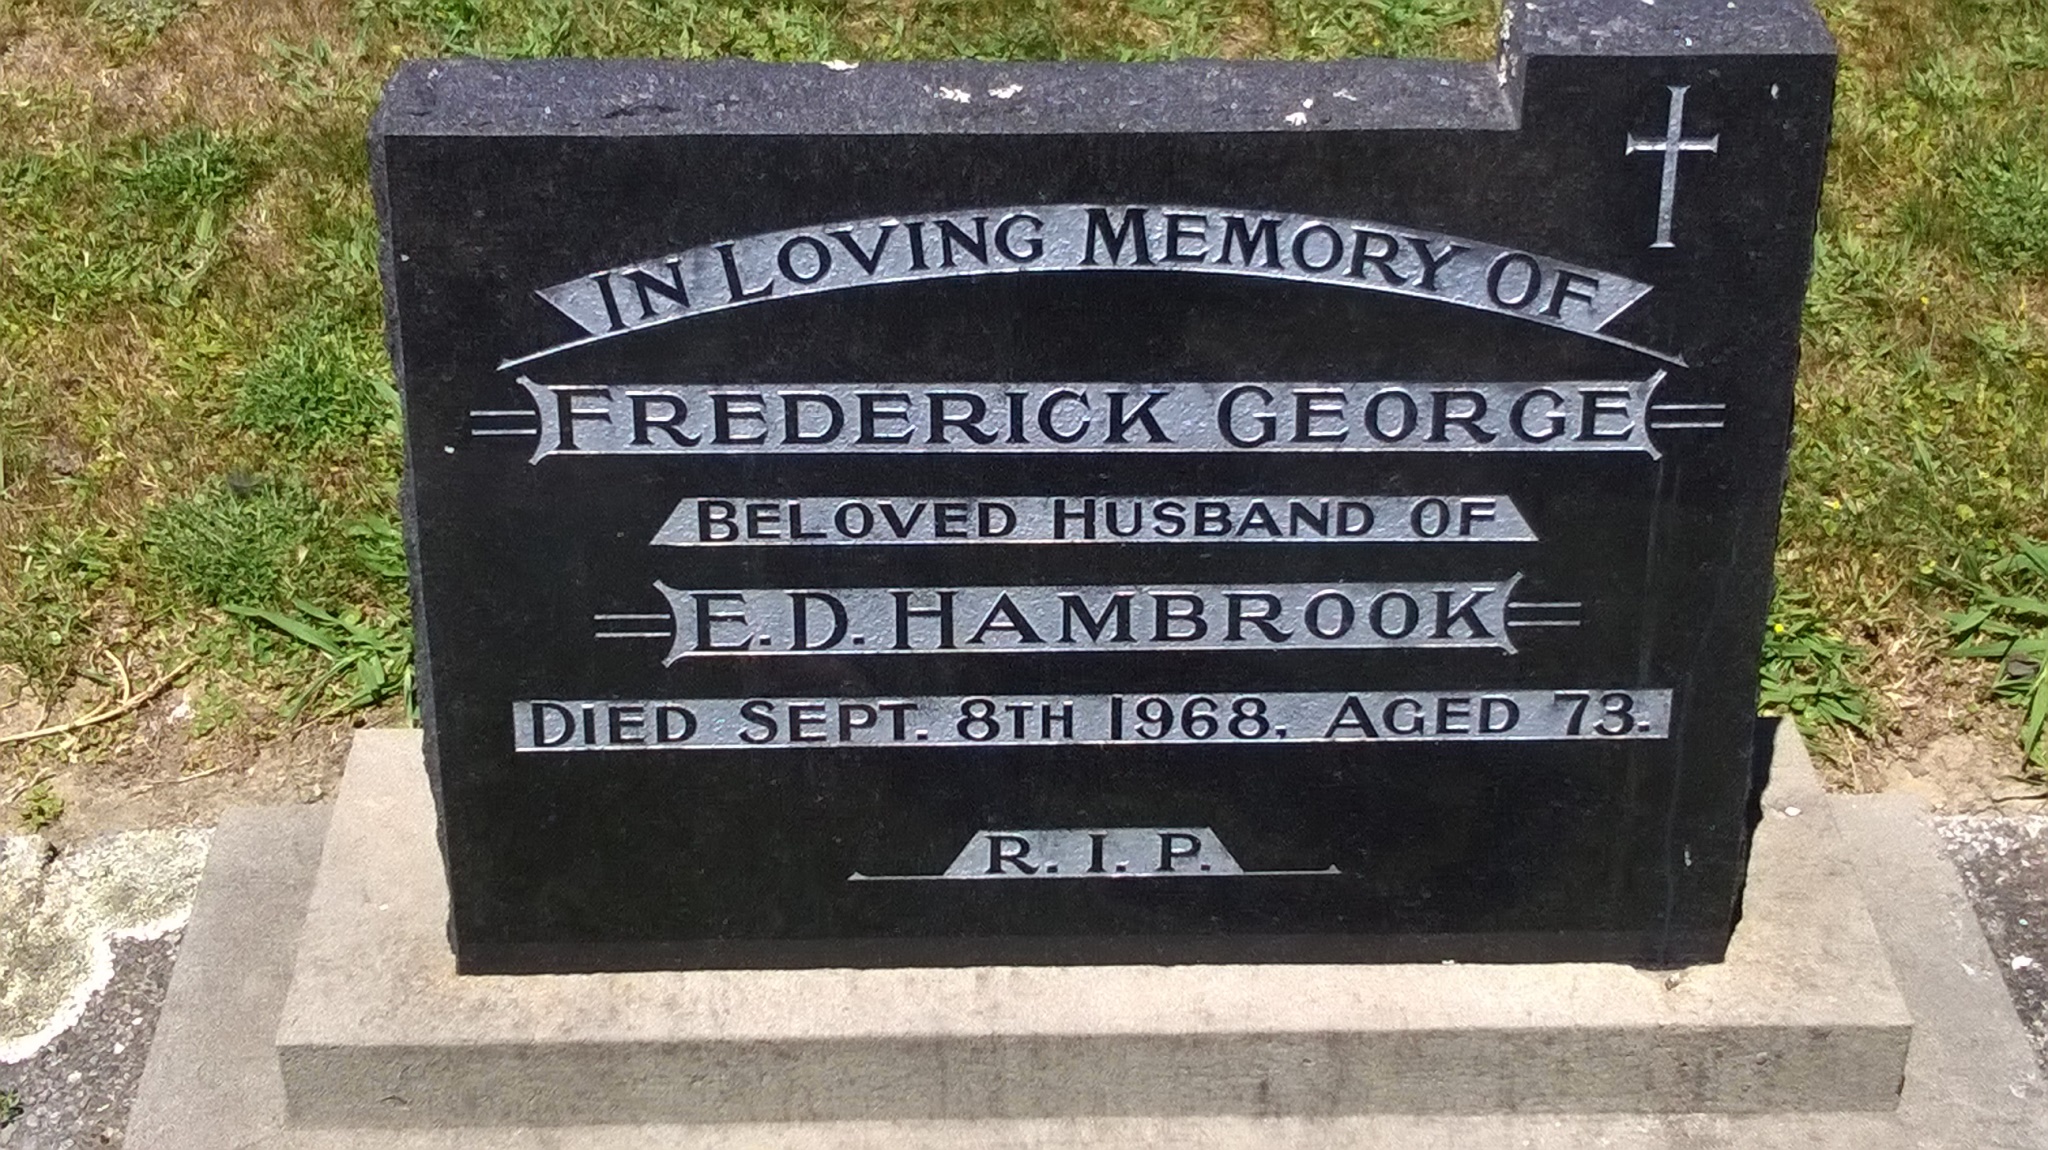 IN LOVING MEMORY OF
FREDERICK GEORGE
BELOVED HUSBAND OF
E. D. HAMBROOK
DIED SEPT. 8TH 1968. AGED 73.
R. I. P.